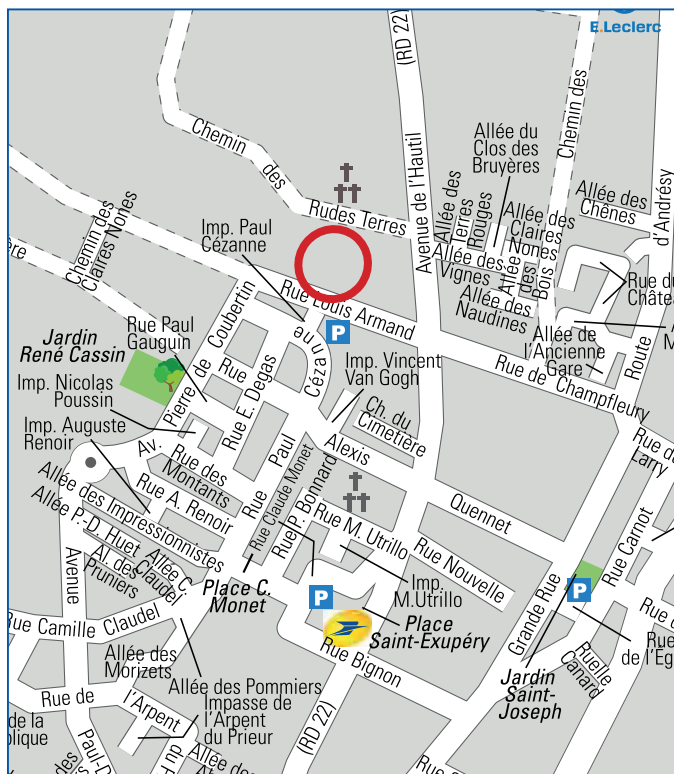 E.Leclerc
(RD 22)
Chemin
des
Rudes Terres
Avenue de l'Hautil
Allée du
Clos des
Bruyères
Chemin des
Allée des
Terres
Rouges
Allée des
Claires
Nones
Allée des
Bois
Allée des
Vignes
Allée des
Naudines
Allée des
Chênes
d'Andrésy
Route
Rue du
Allée de
l'Ancienne
Gare
Chemin des
Claires Nones
Imp. Paul
Cézanne
Rue Louis Armand
P
Rue de Champfleury
Jardin
René Cassin
Rue Paul
Gauguin
Av. Pierre de Coubertin
Imp. Nicolas
Poussin
Imp. Auguste
Renoir
Rue E. Degas
Rue Paul Cézanne
Imp. Vincent
Van Gogh
Ch. du
Cimetière
Rue Alexis Quennet
Rue des
Montants
Rue A. Renoir
Allée des Impressionnistes
Allée P.-D. Huet
Al. des
Pruniers
Allée C.
Claudel
Avenue
Rue Claude Monet
Rue P. Bonnard
Rue M. Utrillo
Rue Nouvelle
Imp.
M.Utrillo
Place C.
Monet
P
Place
Saint-Exupéry
Rue Bignon
Rue de
Larry
Rue Carnot
P
Grande Rue
Jardin
Saint-
Joseph
Ruelle
Canard
Rue
de l'Eg
Rue Camille Claudel
Allée des
Morizets
Allée des Pommiers
Impasse de
l'Arpent
du Prieur
Rue de l'Arpent
de la
Paul-D
(RD 22)
Allée des